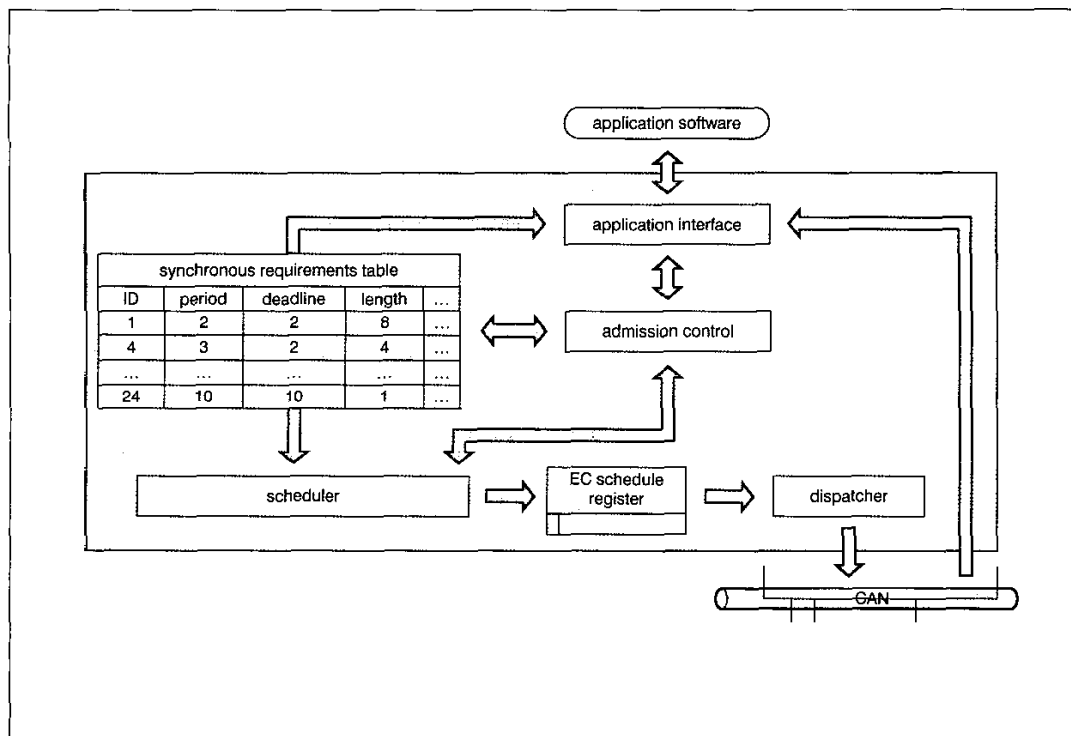 application software
application interface
synchronous requirements table
ID period deadline length ...
1 2 2 8 ...
4 3 2 4 ...
... ... ... ... ...
24 10 10 1 ...
admission control
scheduler
EC schedule
register
dispatcher
CAN